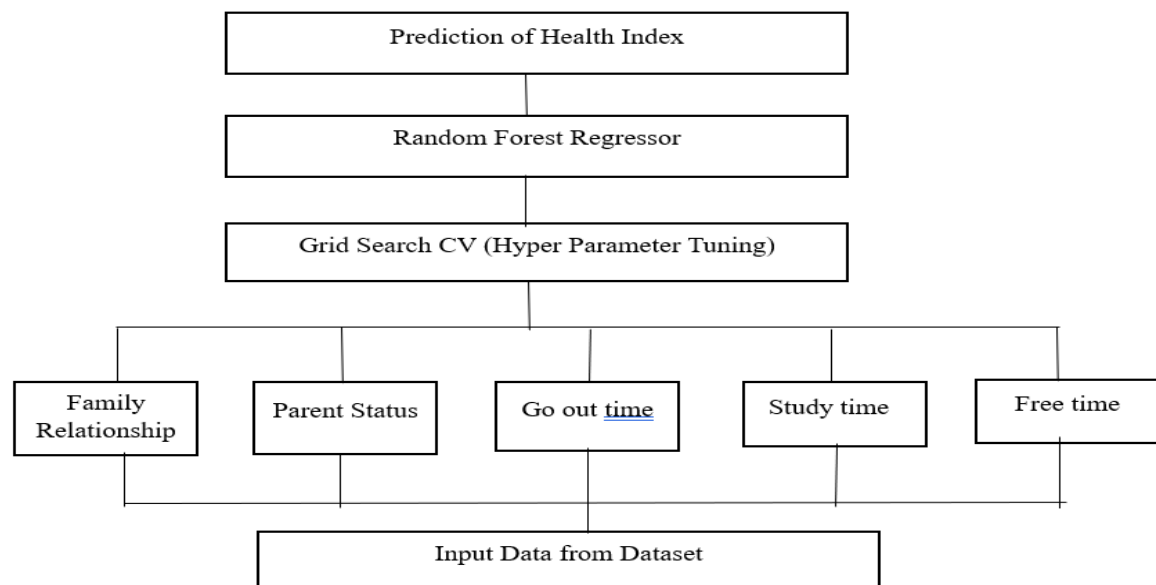 Prediction of Health Index
Random Forest Regressor
Grid Search CV (Hyper Parameter Tuning)
Family
Relationship
Parent Status
Go out time
Study time
Free time
Input Data from Dataset